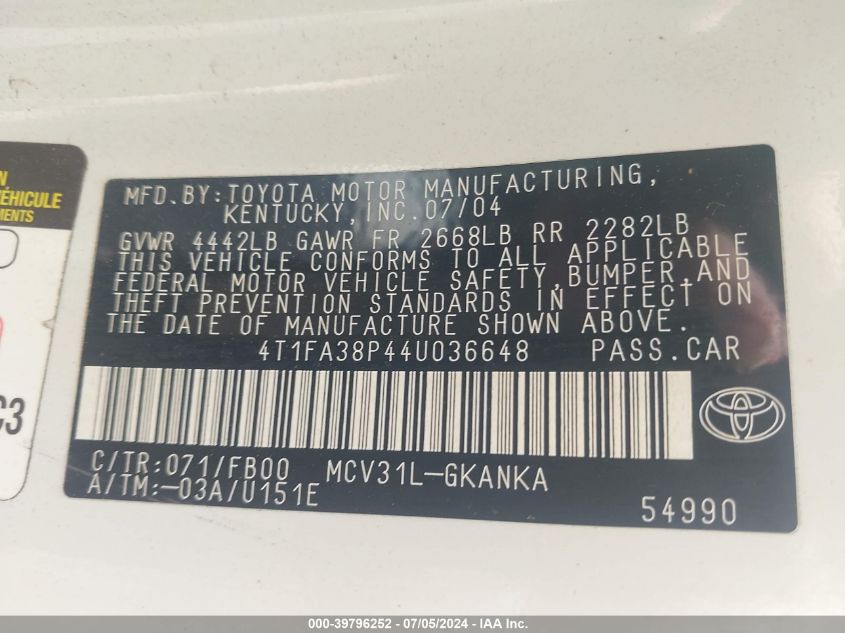 N
ÉHICULE
MENTS
C3
MFD.BY:TOYOTA MOTOR MANUFACTURING,
KENTUCKY,INC.07/04
GVWR 4442LB GAWR FR 2668LB RR 2282LB
THIS VEHICLE CONFORMS TO ALL APPLICABLE
FEDERAL MOTOR VEHICLE SAFETY,BUMPER,AND
THEFT PREVENTION STANDARDS IN EFFECT ON
THE DATE OF MANUFACTURE SHOWN ABOVE.
4T1FA38P44U036648 PASS.CAR
C/TR:071/FB00 MCV31L-GKANKA
A/TM:-03A/U151E
54990
000-39796252 - 07/05/2024 - IAA Inc.